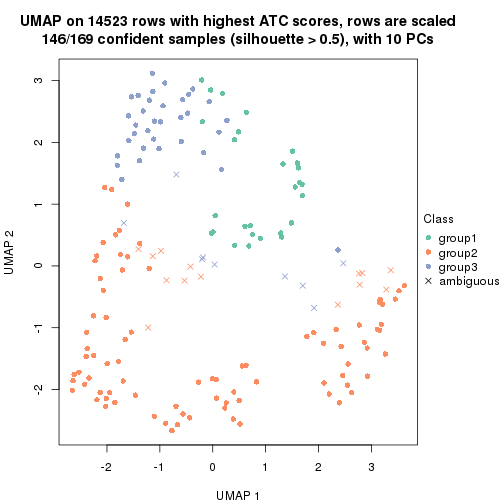 UMAP on 14523 rows with highest ATC scores, rows are scaled
146/169 confident samples (silhouette > 0.5), with 10 PCs
3
2
1
0
-1
-2
UMAP 2
-2 -1 0 1 2 3
UMAP 1
Class
group1
group2
group3
ambiguous